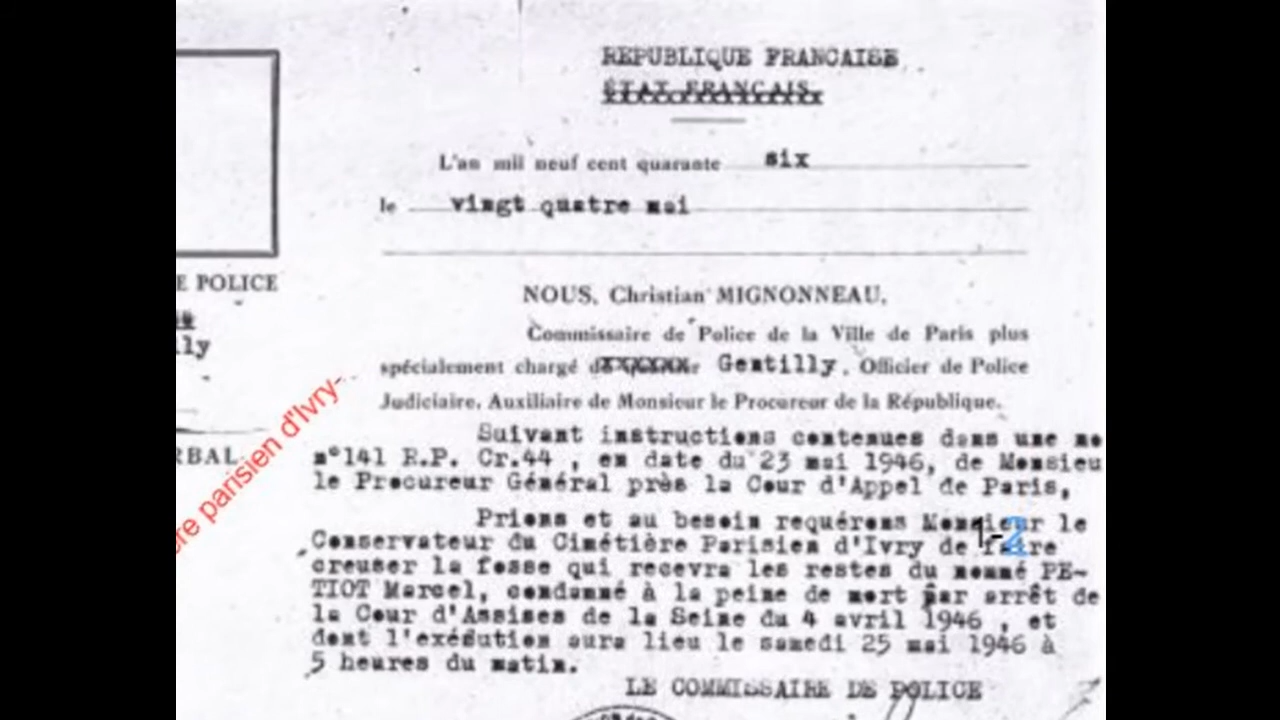 REPUBLIQUE FRANCAISE
ÉTAT FRANÇAIS
L'an mil neuf cent quarante six
le vingt quatre mai
E POLICE
NOUS, Christian MIGNONNEAU,
lly
Commissaire de Police de la Ville de Paris plus
spécialement chargé Gentilly, Officier de Police
Judiciaire, Auxiliaire de Monsieur le Procureur de la République.
RBAL
re parisien d'Ivry-
Suivant instructions contenues dans une no
n°141 R.P. Cr.44 , en date du 23 mai 1946, de Monsieu
le Procureur Général près la Cour d'Appel de Paris,
Prions et au besoin requérons Monsieur le
1-2
Conservateur du Cimétière Parisien d'Ivry de faire
creuser la fosse qui recevra les restes du nommé PE-
TIOT Marcel, condamné à la peine de mort par arrêt de
la Cour d'Assises de la Seine du 4 avril 1946 , et
dont l'exécution aura lieu le samedi 25 mai 1946 à
5 heures du matin.
LE COMMISSAIRE DE POLICE